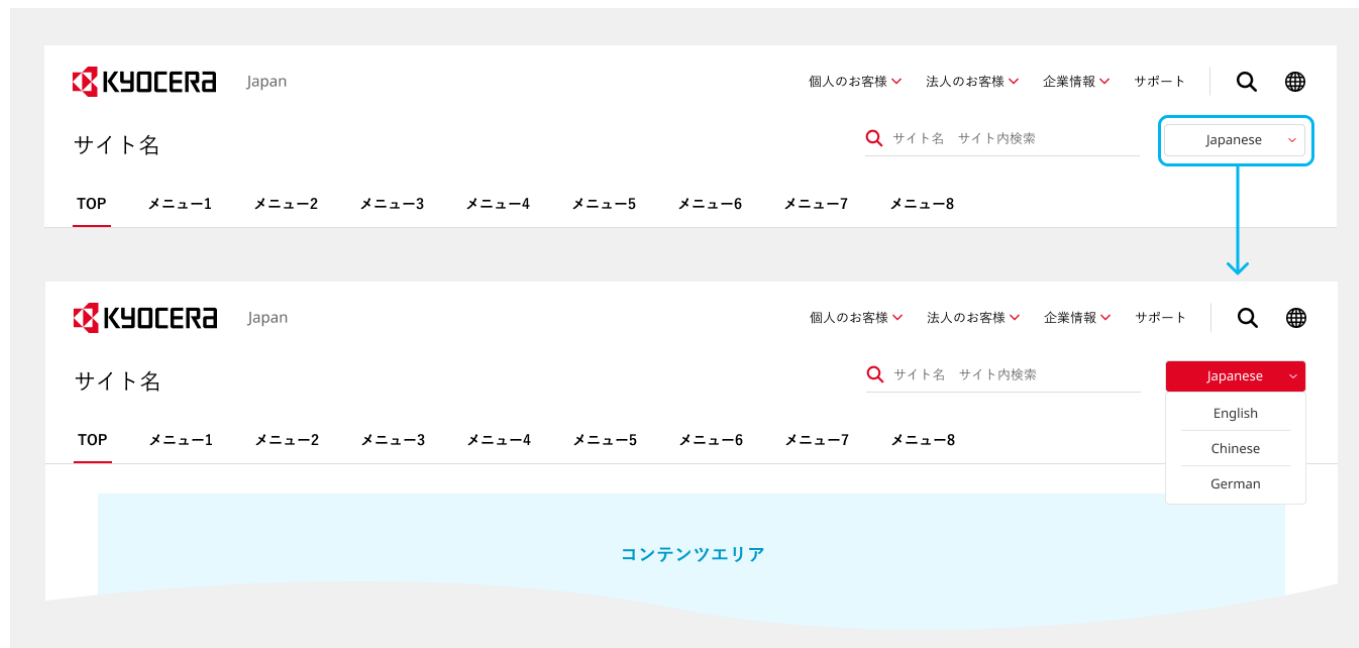 KYOCERA Japan 個人のお客様 法人のお客様 企業情報 サポート
サイト名 サイト名 サイト内検索 Japanese
TOP メニュー1 メニュー2 メニュー3 メニュー4 メニュー5 メニュー6 メニュー7 メニュー8
KYOCERA Japan 個人のお客様 法人のお客様 企業情報 サポート
サイト名 サイト名 サイト内検索 Japanese
English
TOP メニュー1 メニュー2 メニュー3 メニュー4 メニュー5 メニュー6 メニュー7 メニュー8
Chinese
German
コンテンツエリア